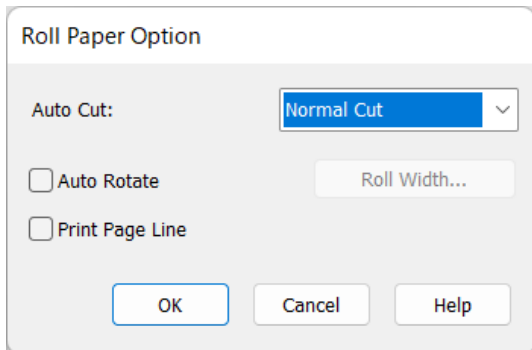 Roll Paper Option
Auto Cut: Normal Cut
Auto Rotate Roll Width...
Print Page Line
OK Cancel Help